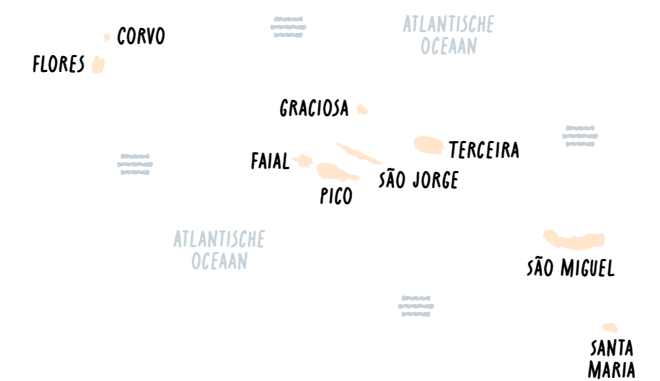 CORVO
FLORES
ATLANTISCHE
OCEAAN
GRACIOSA
TERCEIRA
FAIAL
SÃO JORGE
PICO
ATLANTISCHE
OCEAAN
SÃO MIGUEL
SANTA
MARIA